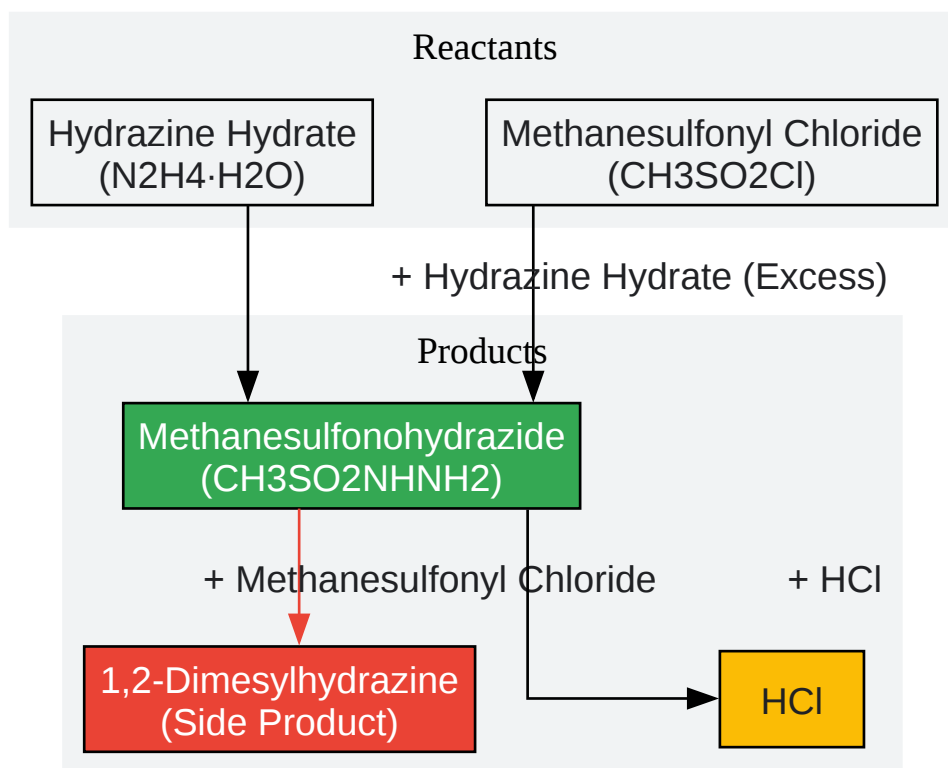 Reactants
Hydrazine Hydrate
(N2H4·H2O)
Methanesulfonyl Chloride
(CH3SO2Cl)
+ Hydrazine Hydrate (Excess)
Products
Methanesulfonohydrazide
(CH3SO2NHNH2)
+ Methanesulfonyl Chloride
+ HCl
1,2-Dimesylhydrazine
(Side Product)
HCl